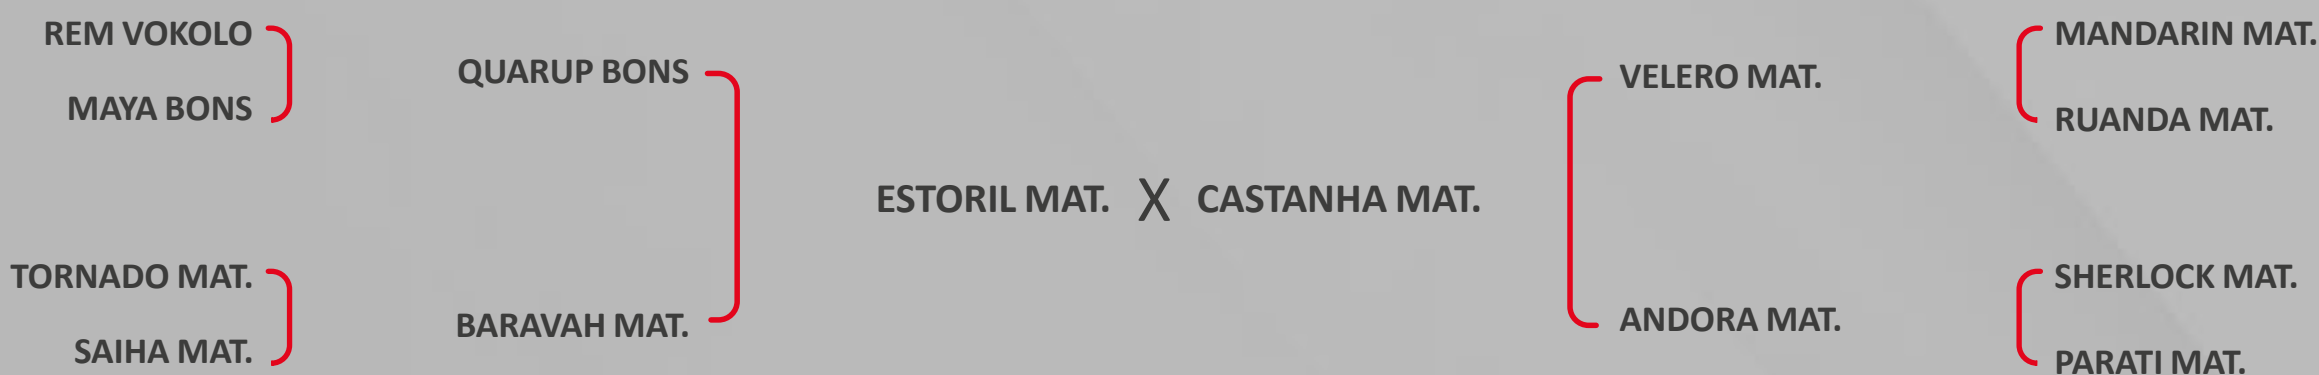 REM VOKOLO
MAYA BONS
QUARUP BONS
TORNADO MAT.
SAIHA MAT.
BARAVAH MAT.
ESTORIL MAT. X CASTANHA MAT.
VELERO MAT.
MANDARIN MAT.
RUANDA MAT.
ANDORA MAT.
SHERLOCK MAT.
PARATI MAT.